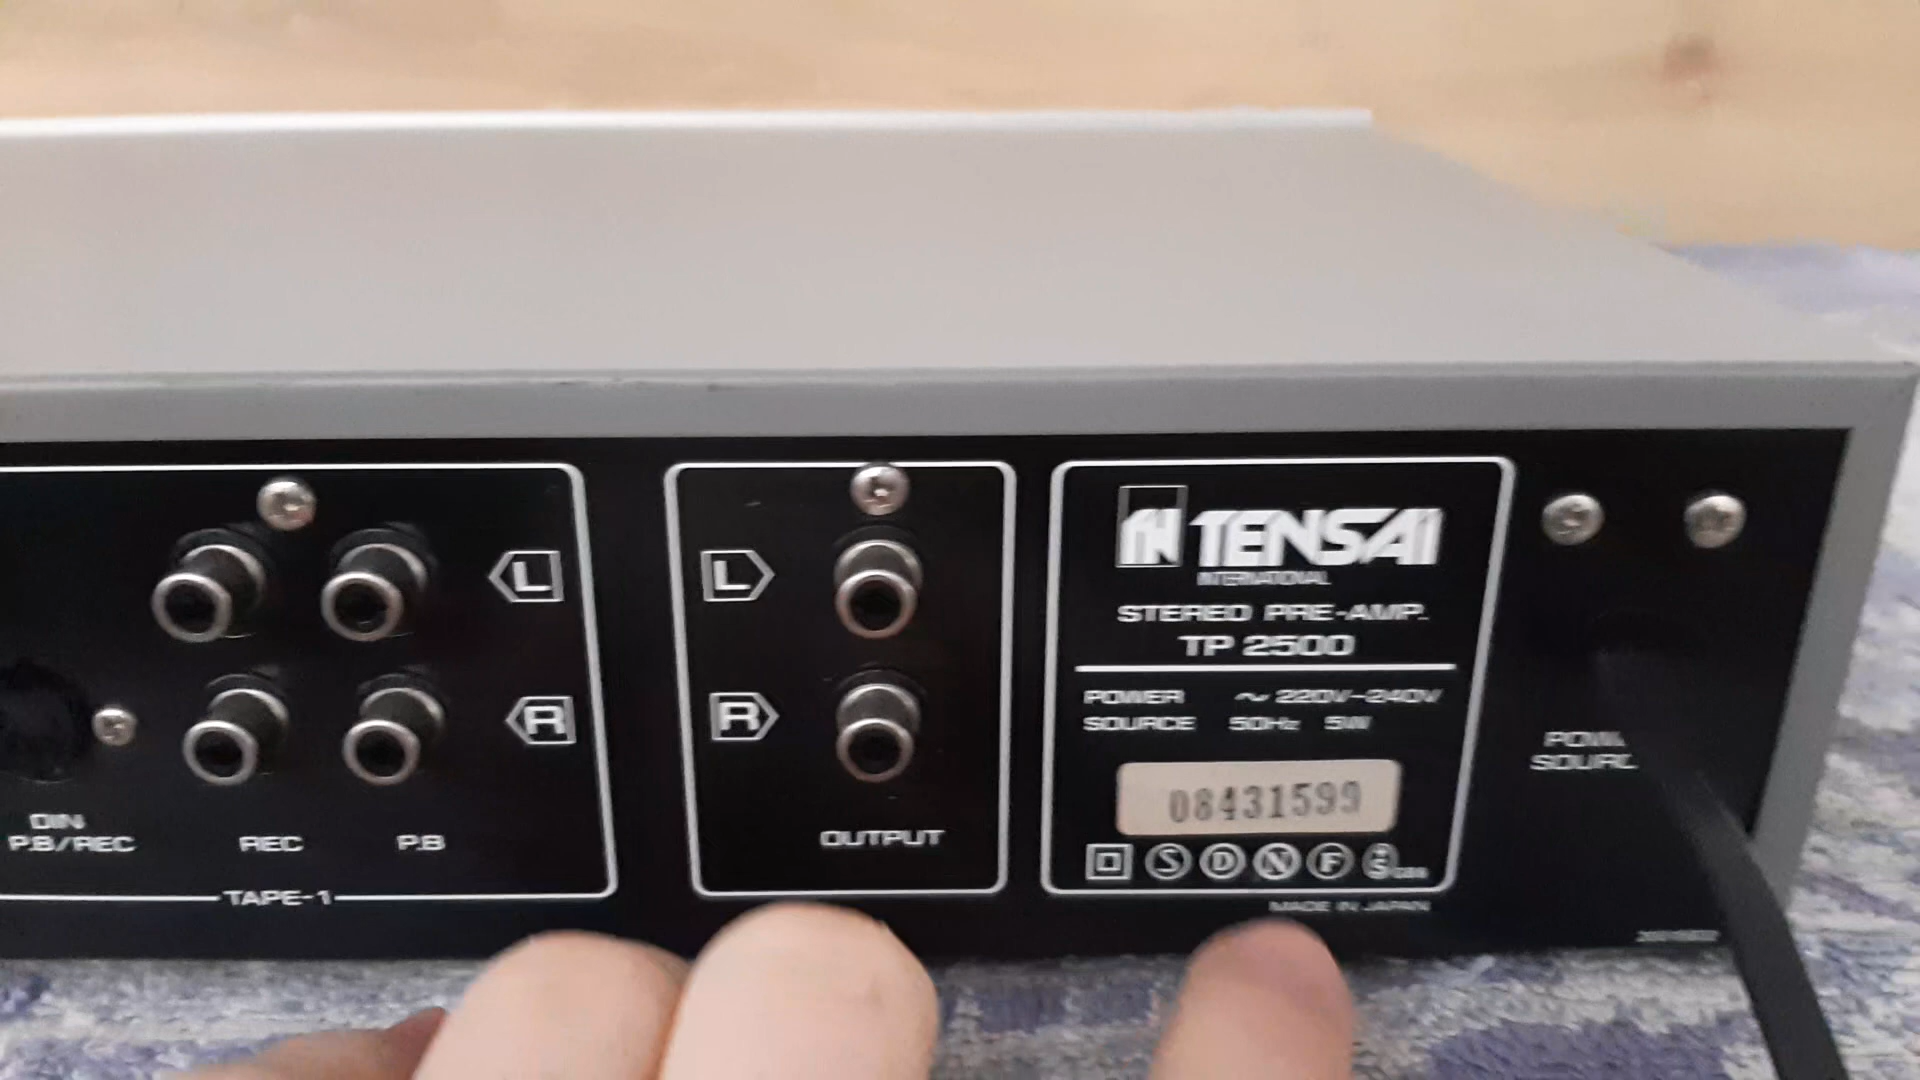 L
R
DIN
P.B/REC
REC
P.B
TAPE-1
L
R
OUTPUT
TENSAI
INTERNATIONAL
STEREO PRE-AMP.
TP 2500
POWER ~ 220V-240V
SOURCE 50Hz 5W
08431599
S D N F S
MADE IN JAPAN